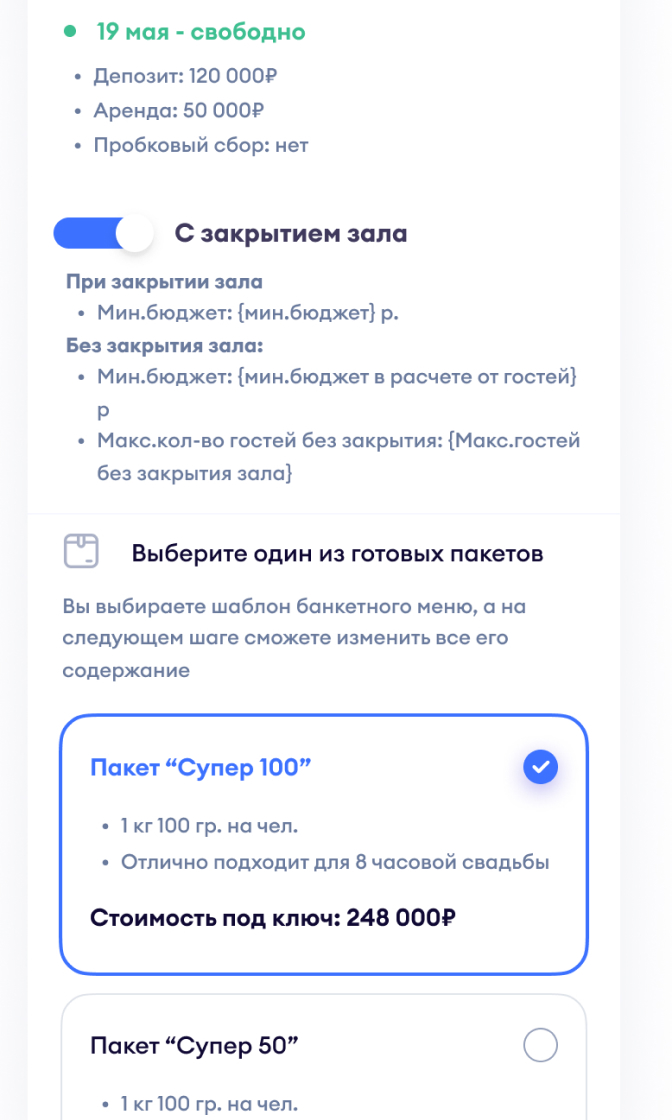 19 мая - свободно
Депозит: 120 000₽
Аренда: 50 000₽
Пробковый сбор: нет
С закрытием зала
При закрытии зала
Мин.бюджет: {мин.бюджет} р.
Без закрытия зала:
Мин.бюджет: {мин.бюджет в расчете от гостей}
р
Макс.кол-во гостей без закрытия: {Макс.гостей
без закрытия зала}
Выберите один из готовых пакетов
Вы выбираете шаблон банкетного меню, а на
следующем шаге сможете изменить все его
содержание
Пакет “Супер 100”
1 кг 100 гр. на чел.
Отлично подходит для 8 часовой свадьбы
Стоимость под ключ: 248 000₽
Пакет “Супер 50”
1 кг 100 гр. на чел.